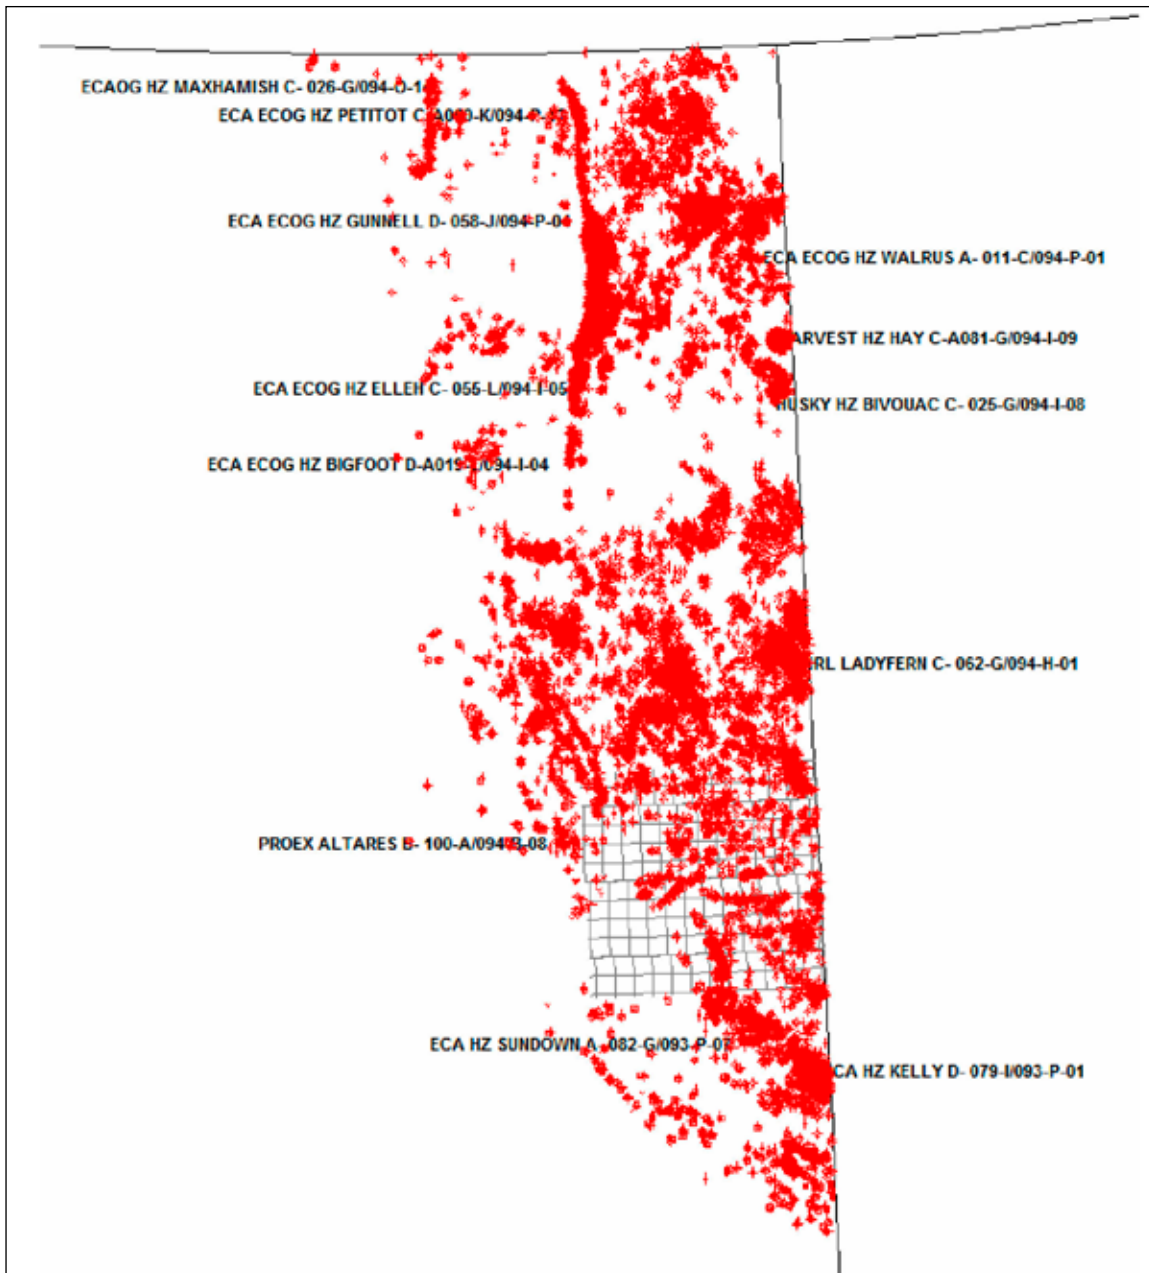 ECAOG HZ MAXHAMISH C- 026-G/094-O-1
ECA ECOG HZ PETITOT
ECA ECOG HZ GUNNELL D- 058-J/094-P-0
ECA ECOG HZ WALRUS A- 011-C/094-P-01
ARVEST HZ HAY C-A081-G/094-I-09
ECA ECOG HZ ELLEH C- 055-L/094-I-05
HUSKY HZ BIVOUAC C- 025-G/094-I-08
ECA ECOG HZ BIGFOOT
RL LADYFERN C- 062-G/094-H-01
PROEX ALTARES
ECA HZ SUNDOWN A- 082-G/093-P-07
CA HZ KELLY D- 079-I/093-P-01